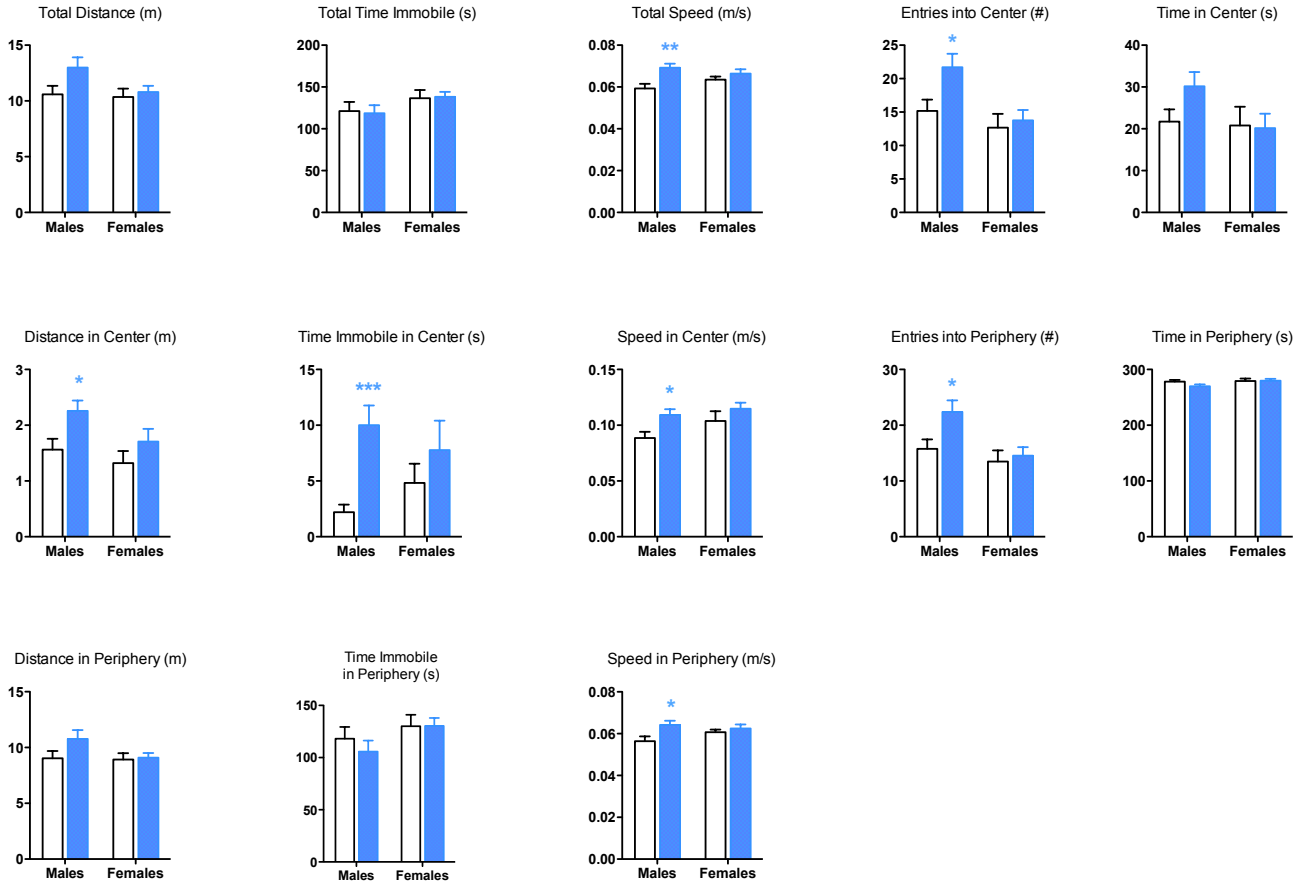 Total Distance (m)
15
10
5
0
Males Females
Total Time Immobile (s)
200
150
100
50
0
Males Females
Total Speed (m/s)
0.08
0.06
0.04
0.02
0.00
**
Males Females
Entries into Center (#)
25
20
15
10
5
0
*
Males Females
Time in Center (s)
40
30
20
10
0
Males Females
Distance in Center (m)
3
2
1
0
*
Males Females
Time Immobile in Center (s)
15
10
5
0
***
Males Females
Speed in Center (m/s)
0.15
0.10
0.05
0.00
*
Males Females
Entries into Periphery (#)
30
20
10
0
*
Males Females
Time in Periphery (s)
300
200
100
0
Males Females
Distance in Periphery (m)
15
10
5
0
Males Females
Time Immobile
in Periphery (s)
150
100
50
0
Males Females
Speed in Periphery (m/s)
0.08
0.06
0.04
0.02
0.00
*
Males Females